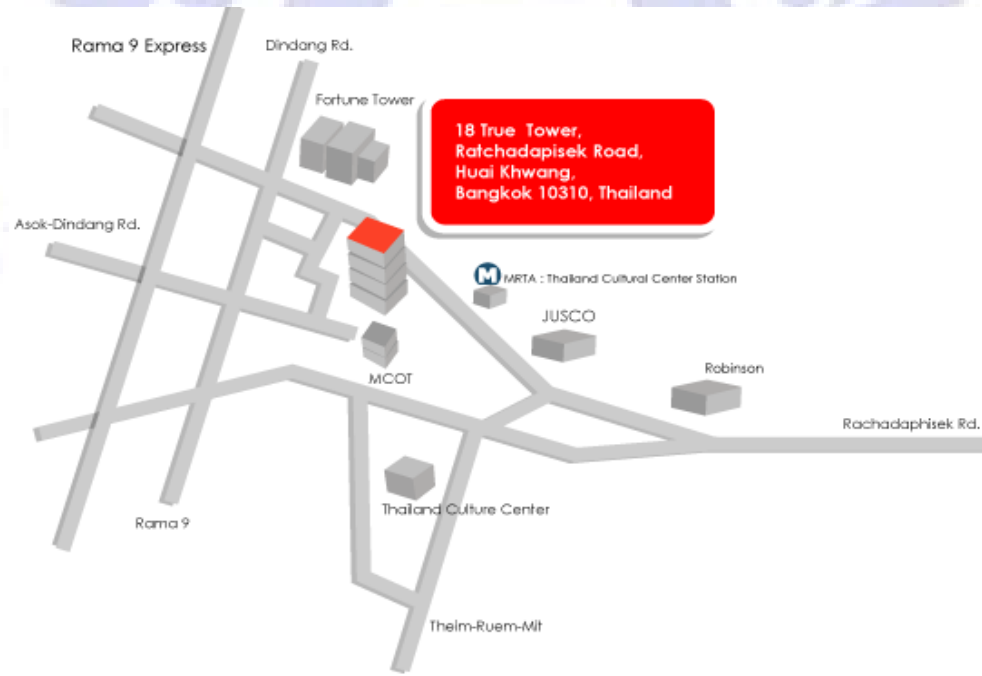 Rama 9 Express
Dindang Rd.
Fortune Tower
18 True Tower,
Ratchadapisek Road,
Huai Khwang,
Bangkok 10310, Thailand
Asok-Dindang Rd.
M MRTA : Thailand Cultural Center Station
JUSCO
MCOT
Robinson
Rachadaphisek Rd.
Thailand Culture Center
Rama 9
Theim-Ruem-Mit